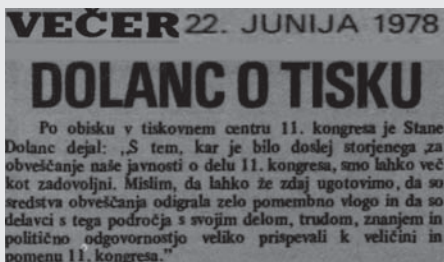 VEČER 22. JUNIJA 1978
DOLANC O TISKU
Po obisku v tiskovnem centru 11. kongresa je Stane
Dolanc dejal: „S tem, kar je bilo doslej storjenega za
obveščanje naše javnosti o delu 11. kongresa, smo lahko več
kot zadovoljni. Mislim, da lahko že zdaj ugotovimo, da so
sredstva obveščanja odigrala zelo pomembno vlogo in da so
delavci s tega področja s svojim delom, trudom, znanjem in
politično odgovornostjo veliko prispevali k veličini in
pomenu 11. kongresa.”